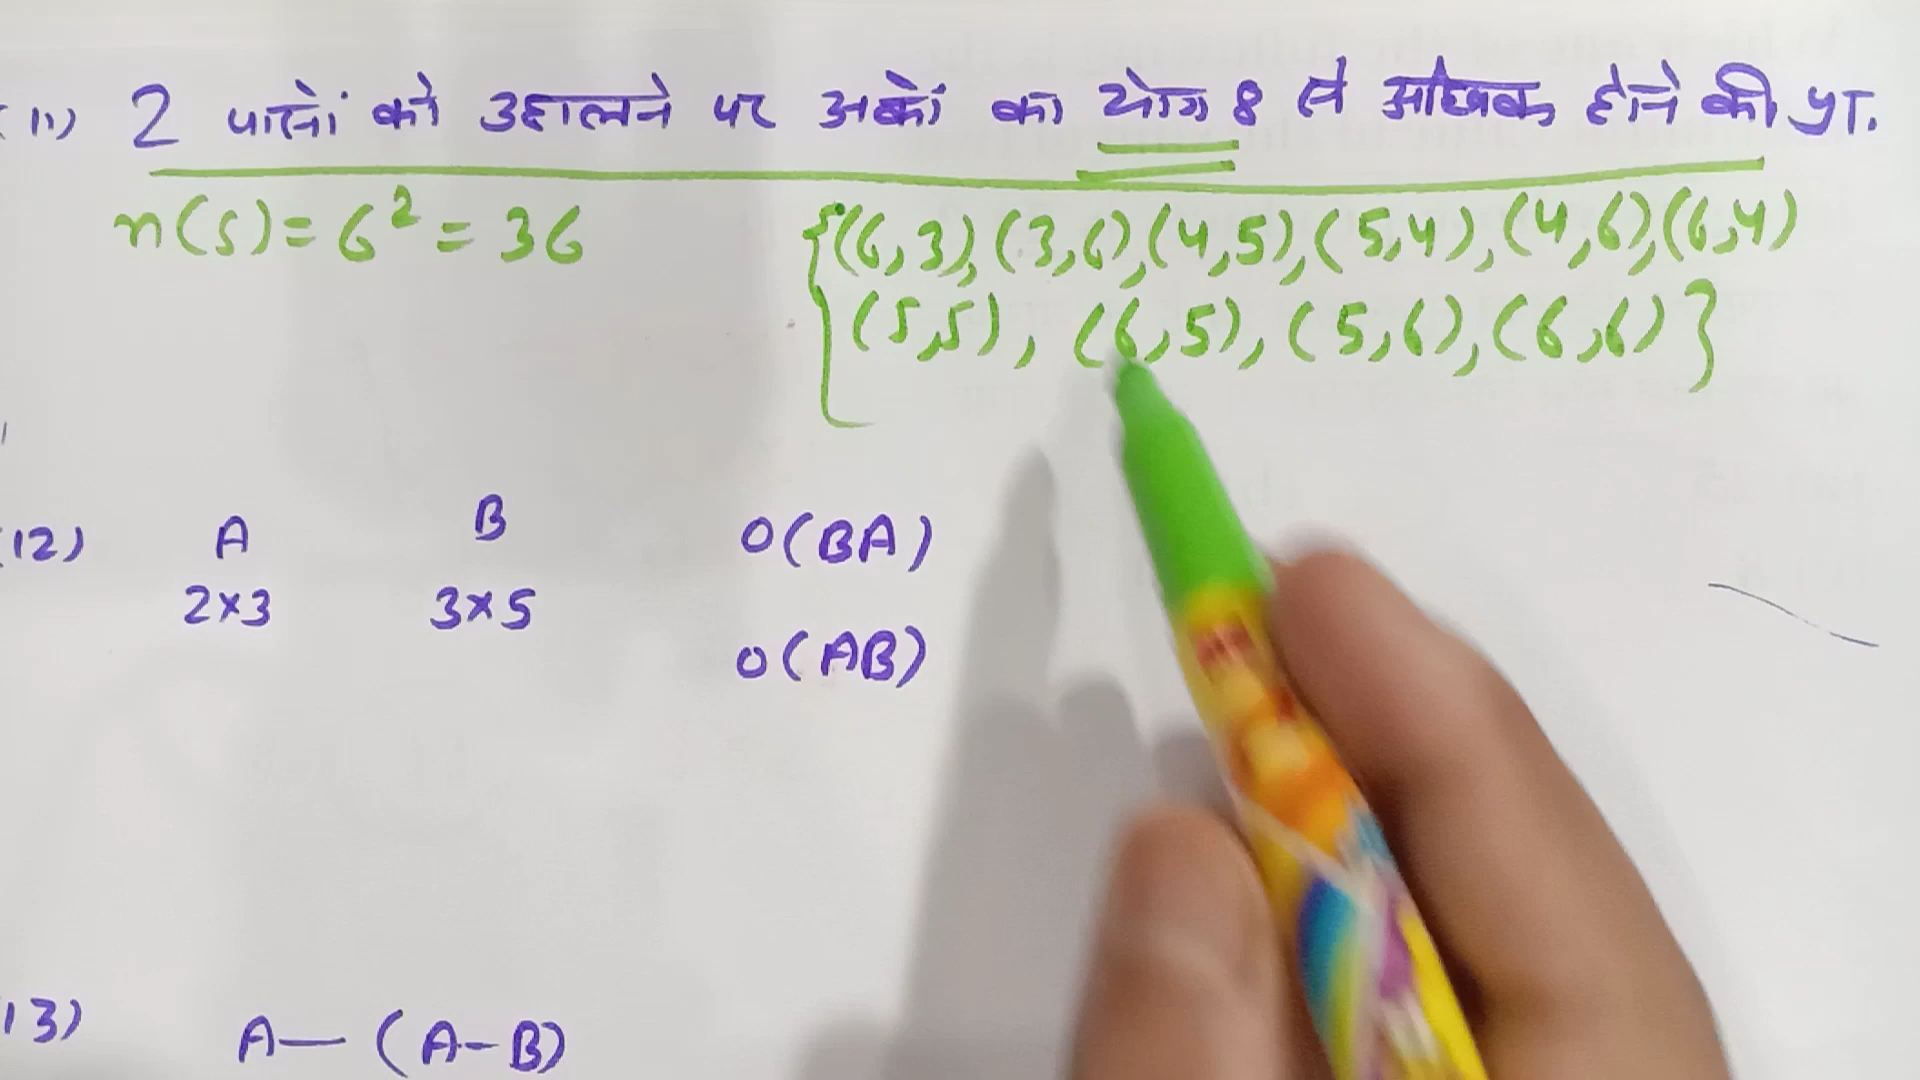 (11) 2 पासों को उछालने पर अकों का योग 8 से अधिक होने की प्रा.
n(s) = 6² = 36
{(6,3), (3,6), (4,5), (5,4), (4,6), (6,4)
(5,5), (6,5), (5,6), (6,6)}
(12) A B O(BA)
2×3 3×5
O(AB)
(13) A — (A-B)